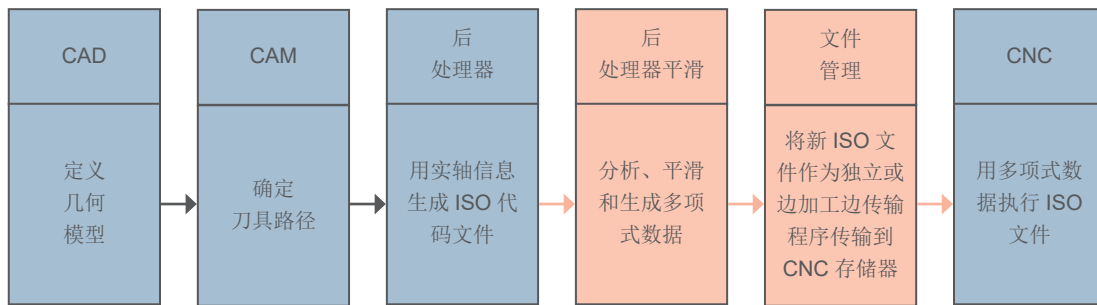 CAD
定义
几何
模型
CAM
确定
刀具路径
后
处理器
用实轴信息
生成 ISO 代
码文件
后
处理器平滑
分析、平滑
和生成多项
式数据
文件
管理
将新 ISO 文
件作为独立或
边加工边传输
程序传输到
CNC 存储器
CNC
用多项式数
据执行 ISO
文件